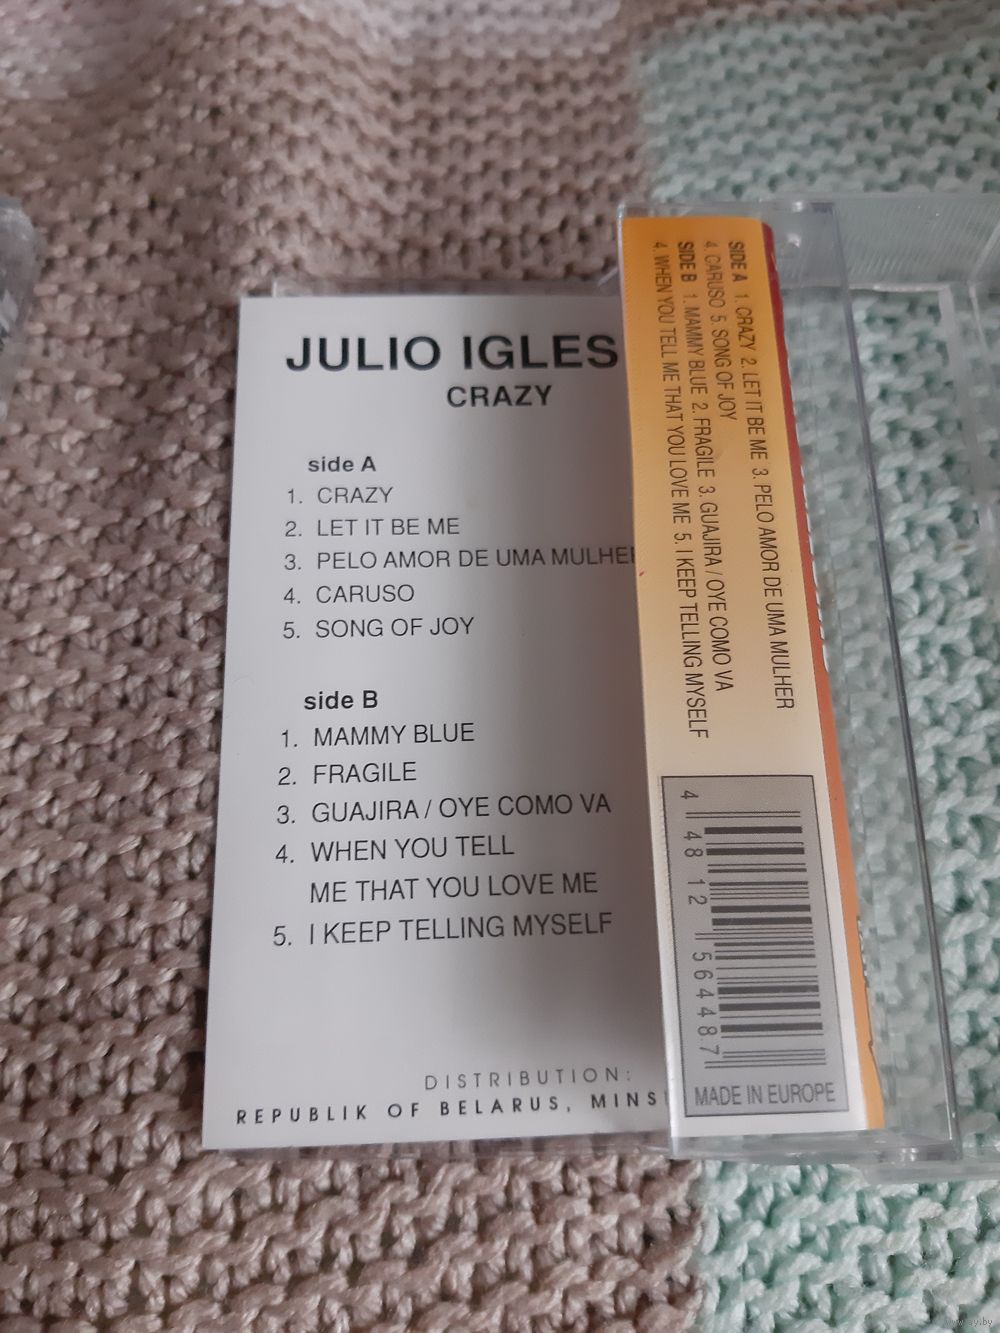 JULIO IGLES
CRAZY
side A
1. CRAZY
2. LET IT BE ME
3. PELO AMOR DE UMA MULHER
4. CARUSO
5. SONG OF JOY
side B
1. MAMMY BLUE
2. FRAGILE
3. GUAJIRA / OYE COMO VA
4. WHEN YOU TELL
ME THAT YOU LOVE ME
5. I KEEP TELLING MYSELF
DISTRIBUTION:
REPUBLIK OF BELARUS, MINS
SIDE A 1. CRAZY 2. LET IT BE ME 3. PELO AMOR DE UMA MULHER
4. CARUSO 5. SONG OF JOY
SIDE B 1. MAMMY BLUE 2. FRAGILE 3. GUAJIRA / OYE COMO VA
4. WHEN YOU TELL ME THAT YOU LOVE ME 5. I KEEP TELLING MYSELF
4 48 12 56448 7
MADE IN EUROPE